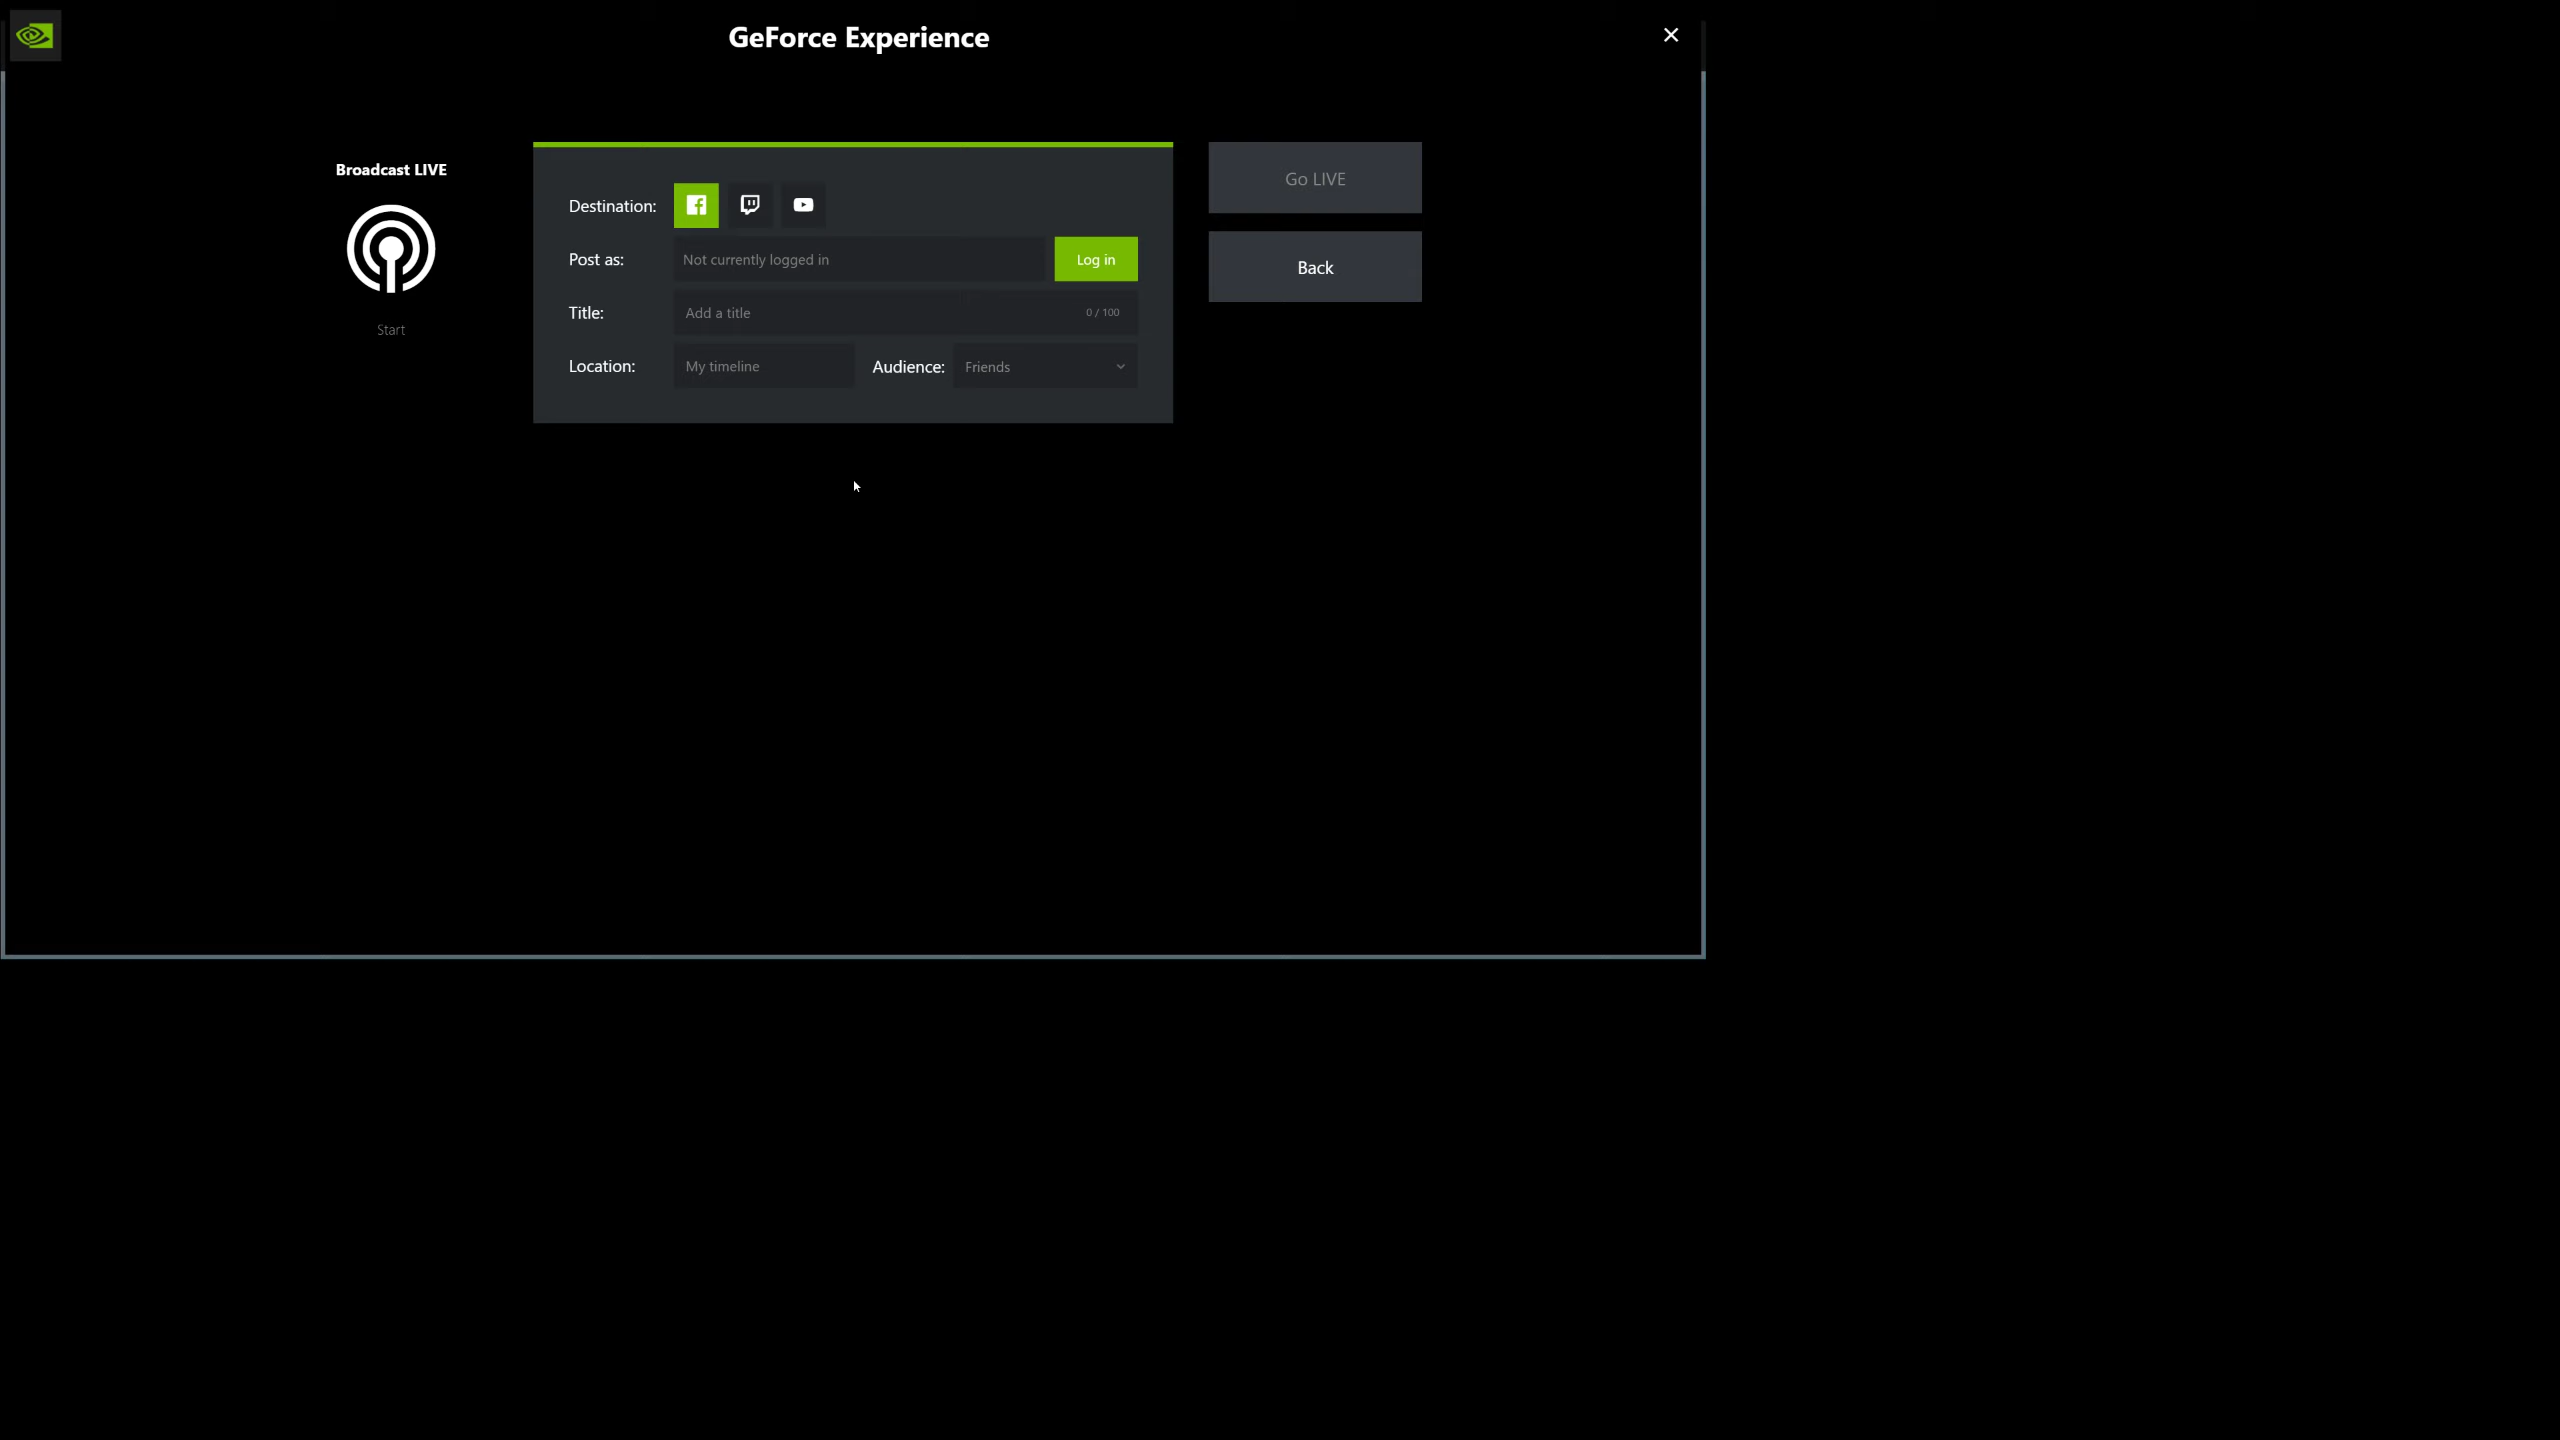 GeForce Experience
Broadcast LIVE
Start
Destination:
Post as:
Not currently logged in
Log in
Title:
Add a title
0 / 100
Location:
My timeline
Audience:
Friends
Go LIVE
Back